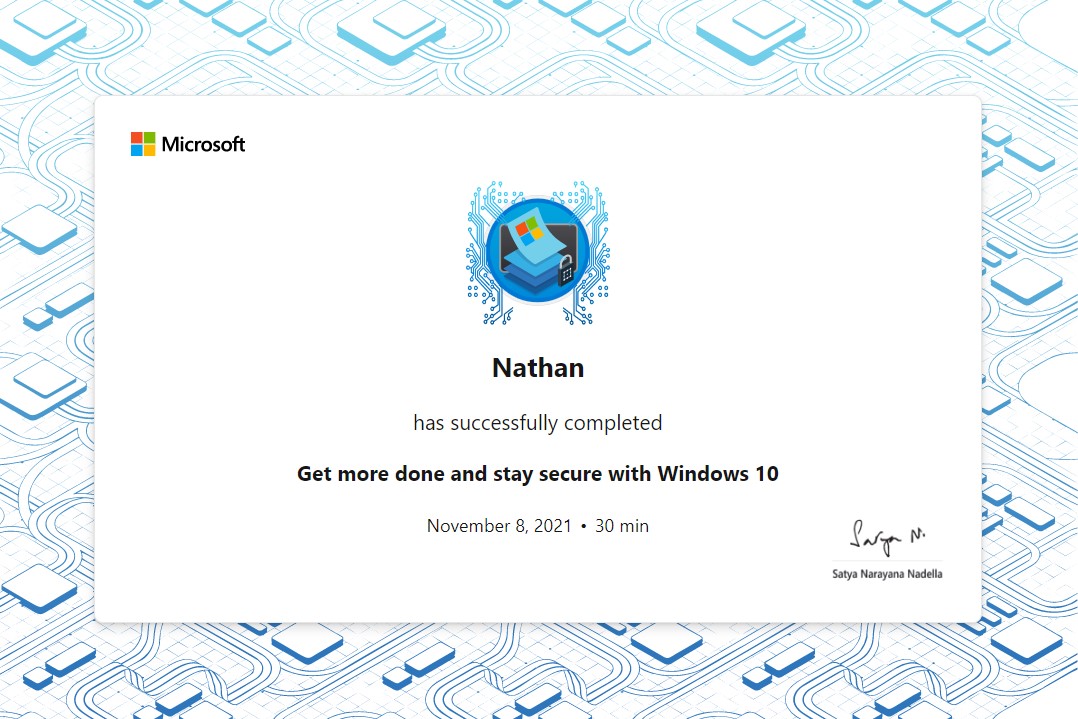 Microsoft
Nathan
has successfully completed
Get more done and stay secure with Windows 10
November 8, 2021 • 30 min
Satya N.
Satya Narayana Nadella